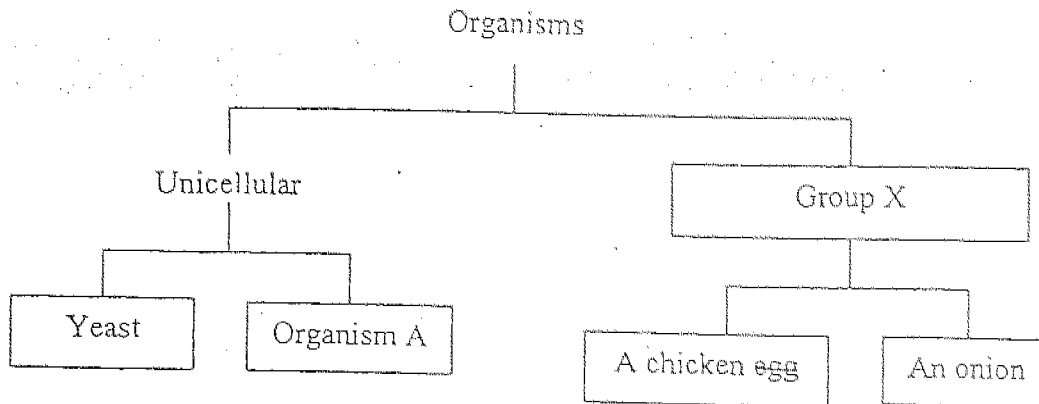 Organisms
Unicellular
Group X
Yeast
Organism A
A chicken egg
An onion